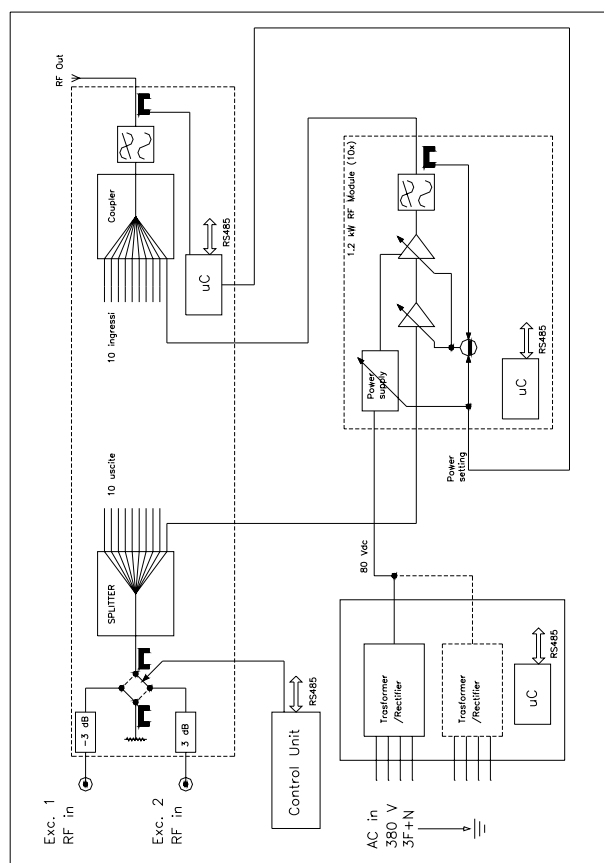 RF Out
Coupler
10 ingressi
RS485
uC
1.2 kW RF Module (10x)
Power
supply
RS485
uC
Power
setting
10 uscite
SPLITTER
80 Vdc
-3 dB
3 dB
Exc. 1
RF in
Exc. 2
RF in
RS485
Control Unit
Trasformer
/Rectifier
Trasformer
/Rectifier
RS485
uC
AC in
380 V
3F+N